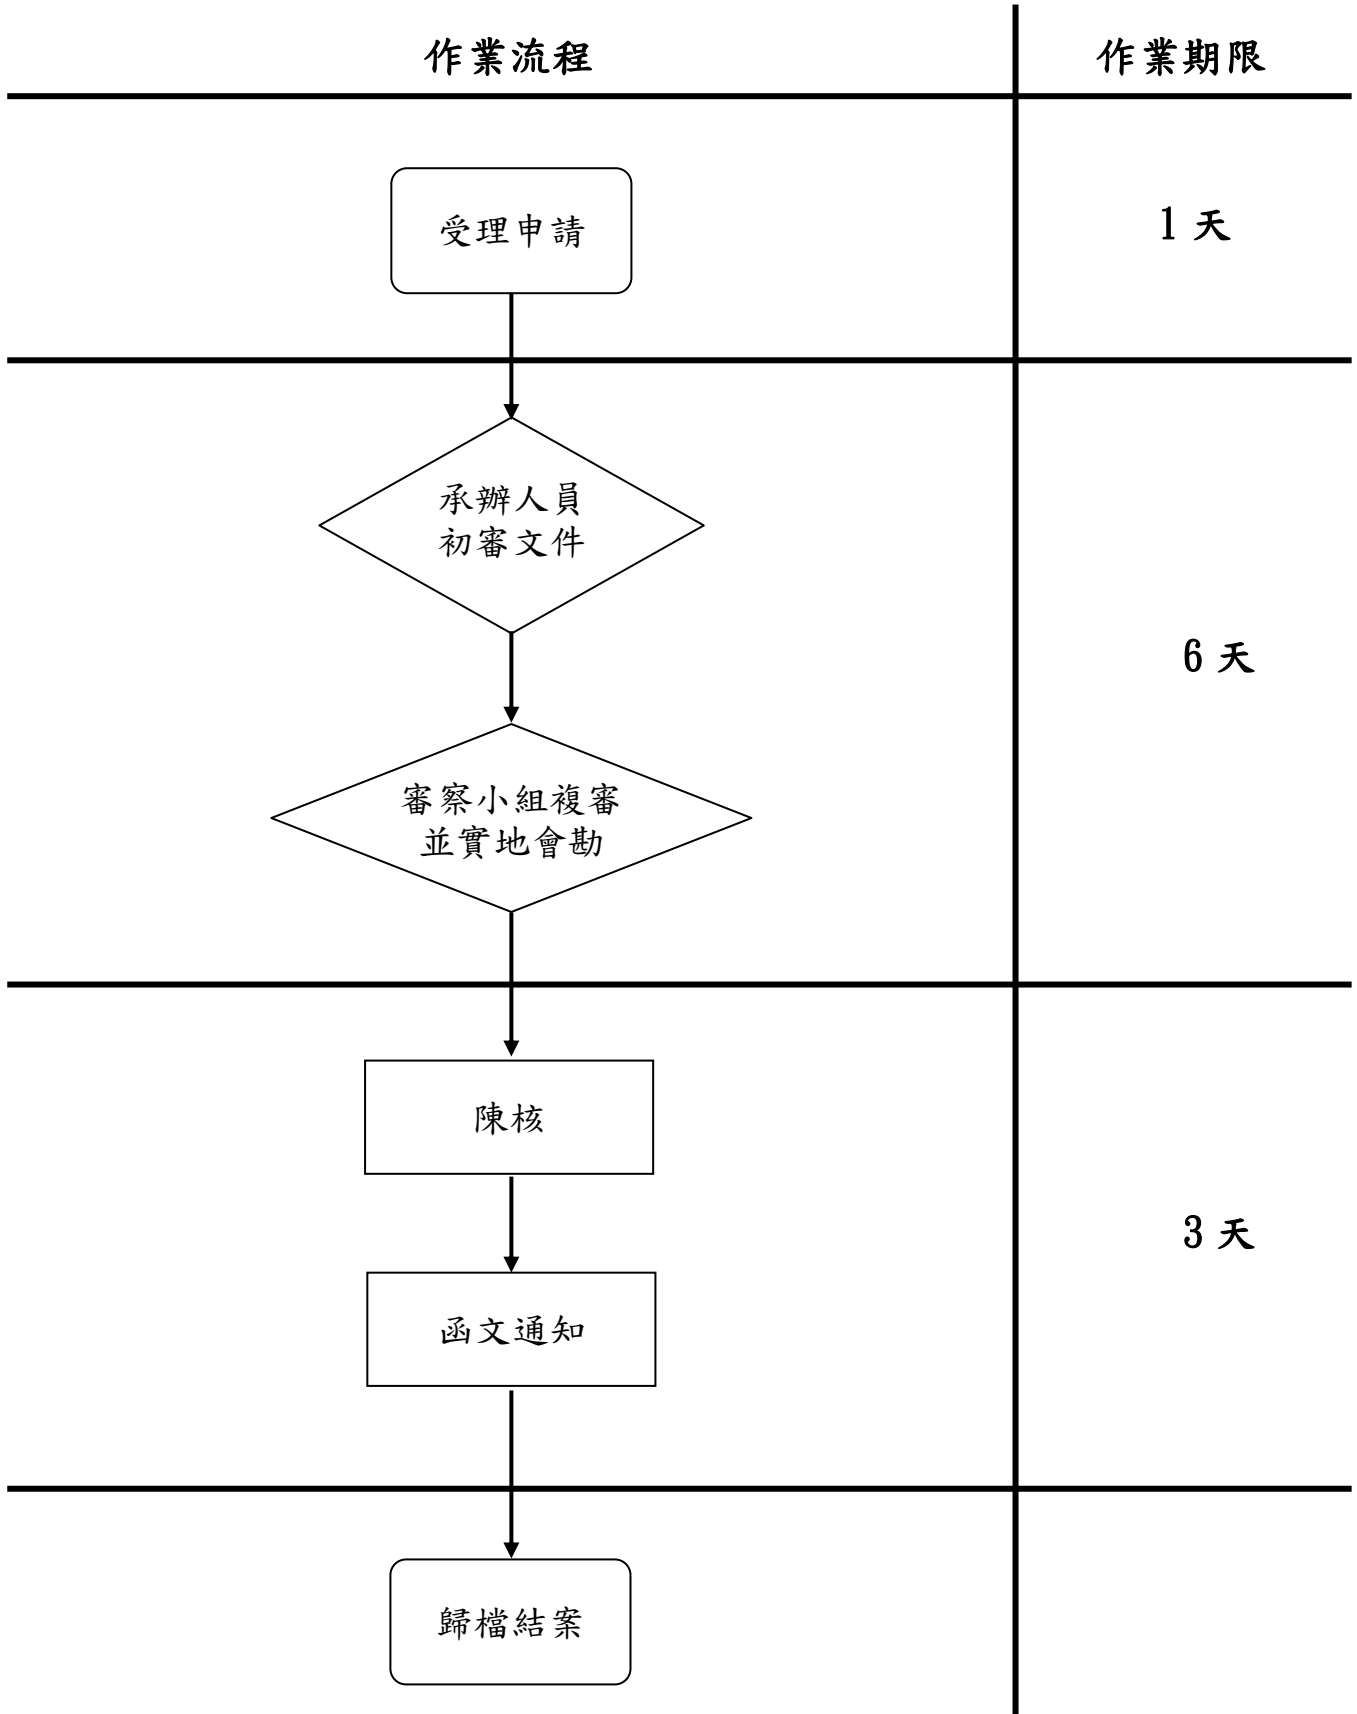 作業流程
作業期限
受理申請
1 天
承辦人員
初審文件
6 天
審察小組複審
並實地會勘
陳核
3 天
函文通知
歸檔結案